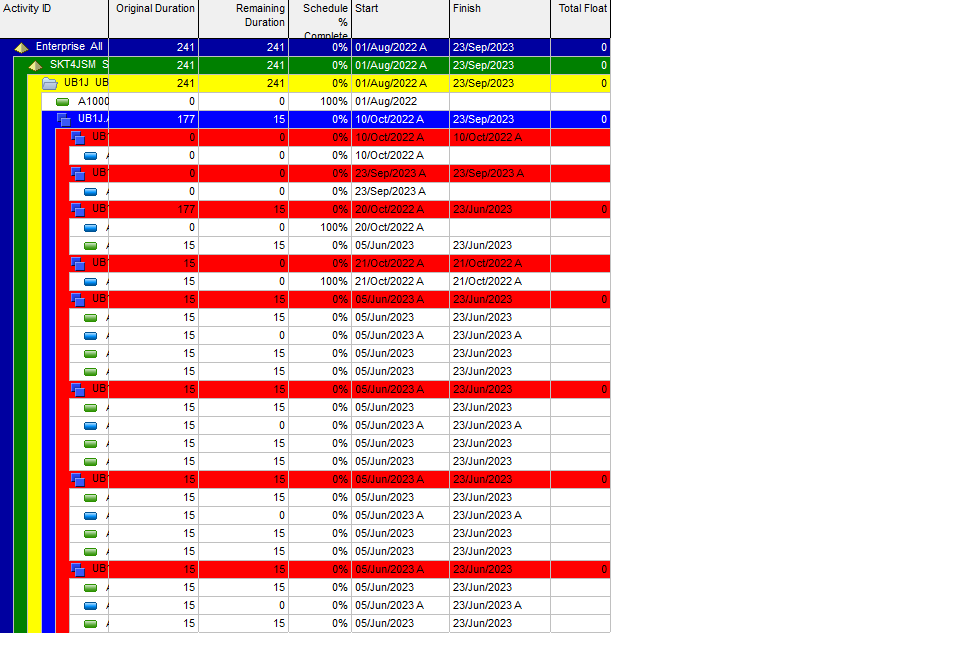 Activity ID Original Duration Remaining Duration Schedule % Complete Start Finish Total Float
Enterprise All 241 241 0% 01/Aug/2022 A 23/Sep/2023 0
SKT4JSM S 241 241 0% 01/Aug/2022 A 23/Sep/2023 0
UB1J UB 241 241 0% 01/Aug/2022 A 23/Sep/2023 0
A1000 0 0 100% 01/Aug/2022
UB1J. 177 15 0% 10/Oct/2022 A 23/Sep/2023 0
UB1 0 0 0% 10/Oct/2022 A 10/Oct/2022 A
0 0 0% 10/Oct/2022 A
UB1 0 0 0% 23/Sep/2023 A 23/Sep/2023 A
0 0 0% 23/Sep/2023 A
UB1 177 15 0% 20/Oct/2022 A 23/Jun/2023 0
0 0 100% 20/Oct/2022 A
15 15 0% 05/Jun/2023 23/Jun/2023
UB1 15 0 0% 21/Oct/2022 A 21/Oct/2022 A
15 0 100% 21/Oct/2022 A 21/Oct/2022 A
UB1 15 15 0% 05/Jun/2023 A 23/Jun/2023 0
15 15 0% 05/Jun/2023 23/Jun/2023
15 0 0% 05/Jun/2023 A 23/Jun/2023 A
15 15 0% 05/Jun/2023 23/Jun/2023
15 15 0% 05/Jun/2023 23/Jun/2023
UB1 15 15 0% 05/Jun/2023 A 23/Jun/2023 0
15 15 0% 05/Jun/2023 23/Jun/2023
15 0 0% 05/Jun/2023 A 23/Jun/2023 A
15 15 0% 05/Jun/2023 23/Jun/2023
15 15 0% 05/Jun/2023 23/Jun/2023
UB1 15 15 0% 05/Jun/2023 A 23/Jun/2023 0
15 15 0% 05/Jun/2023 23/Jun/2023
15 0 0% 05/Jun/2023 A 23/Jun/2023 A
15 15 0% 05/Jun/2023 23/Jun/2023
15 15 0% 05/Jun/2023 23/Jun/2023
UB1 15 15 0% 05/Jun/2023 A 23/Jun/2023 0
15 15 0% 05/Jun/2023 23/Jun/2023
15 0 0% 05/Jun/2023 A 23/Jun/2023 A
15 15 0% 05/Jun/2023 23/Jun/2023